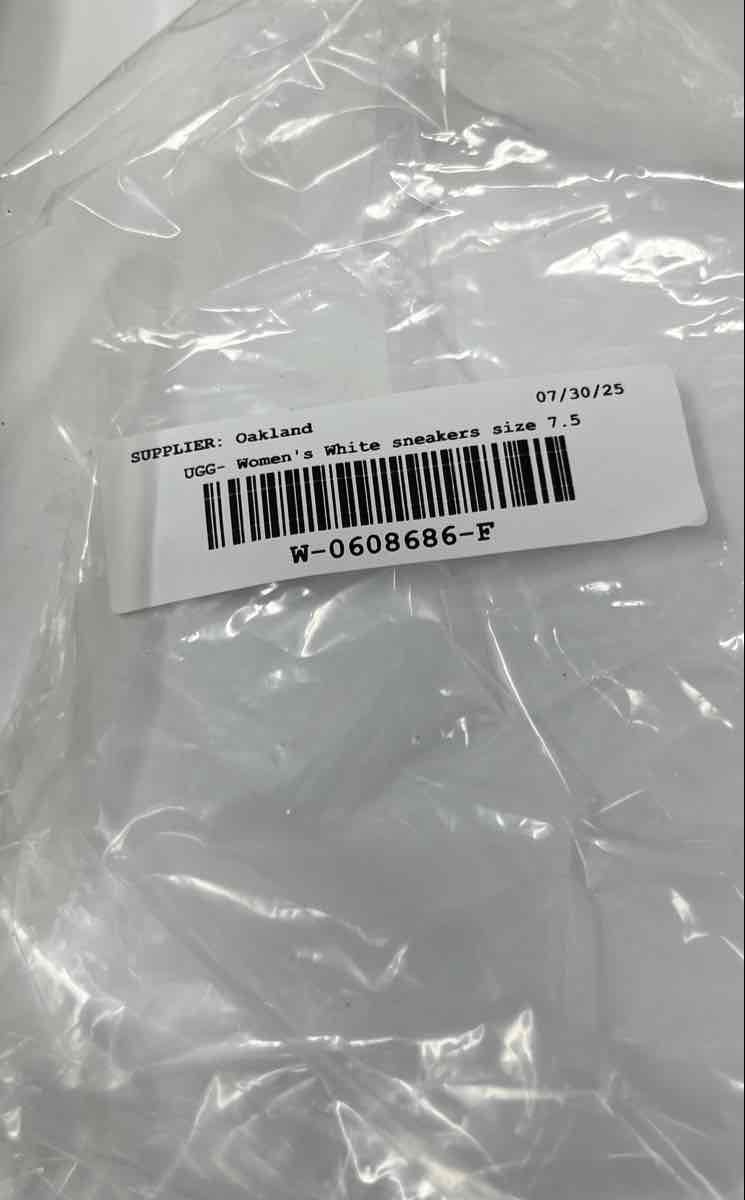 07/30/25
SUPPLIER: Oakland
UGG- Women's White sneakers size 7.5
W-0608686-F